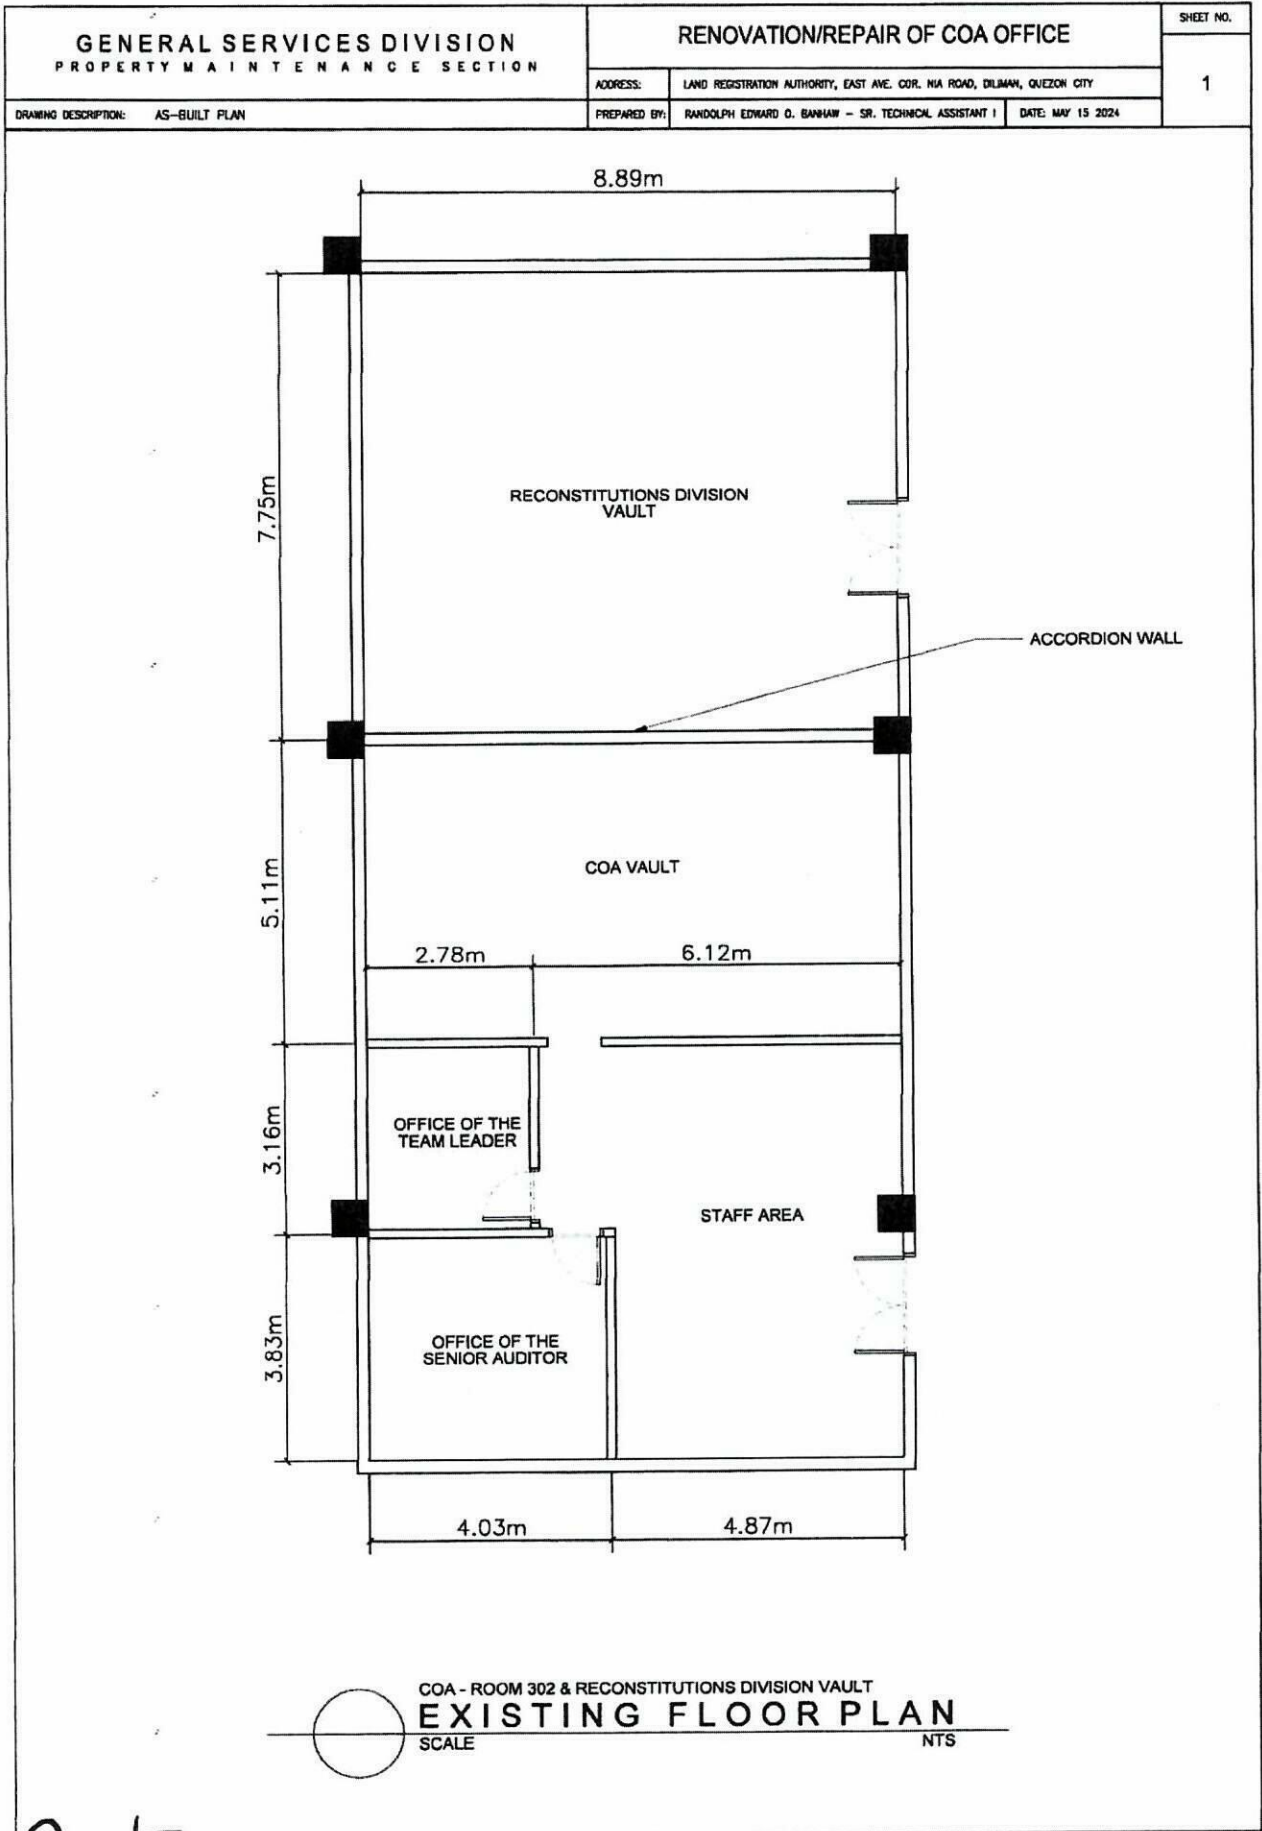 GENERAL SERVICES DIVISION
PROPERTY MAINTENANCE SECTION
DRAWING DESCRIPTION: AS-BUILT PLAN
RENOVATION/REPAIR OF COA OFFICE
ADDRESS: LAND REGISTRATION AUTHORITY, EAST AVE. COR. NIA ROAD, DILIMAN, QUEZON CITY
PREPARED BY: RANDOLPH EDWARD O. BANHAW - SR. TECHNICAL ASSISTANT I
DATE: MAY 15 2024
SHEET NO.
1
8.89m
7.75m
RECONSTITUTIONS DIVISION
VAULT
ACCORDION WALL
5.11m
COA VAULT
2.78m
6.12m
3.16m
OFFICE OF THE
TEAM LEADER
STAFF AREA
3.83m
OFFICE OF THE
SENIOR AUDITOR
4.03m
4.87m
COA - ROOM 302 & RECONSTITUTIONS DIVISION VAULT
EXISTING FLOOR PLAN
SCALE
NTS